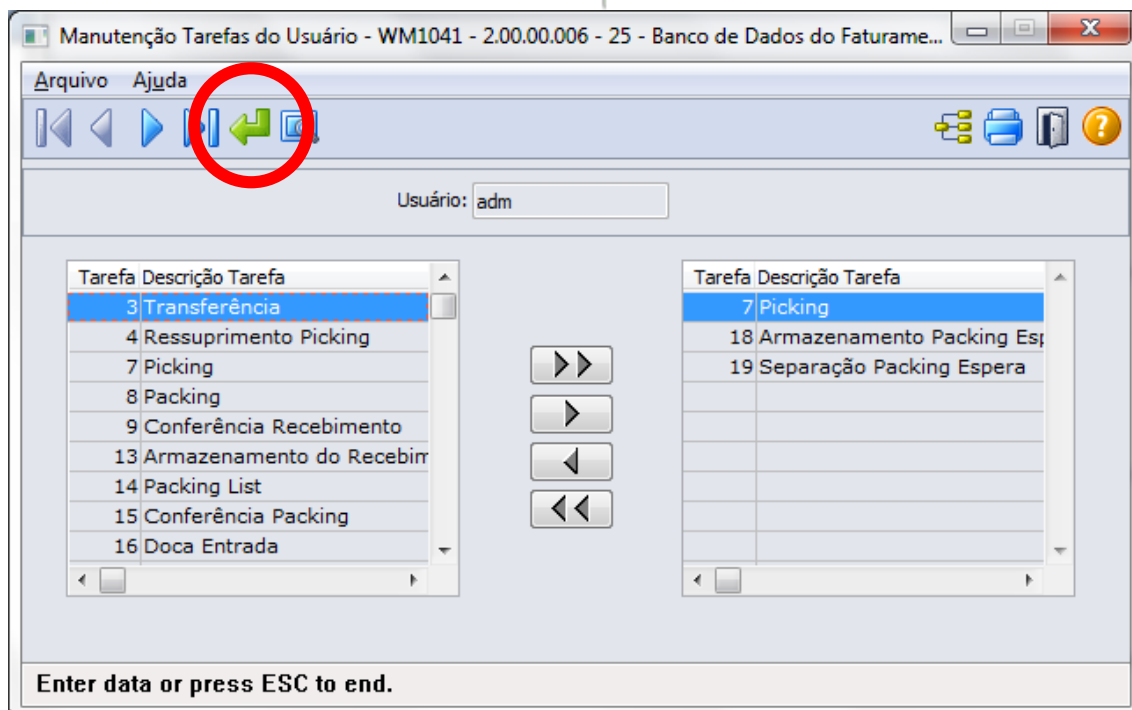 Manutenção Tarefas do Usuário - WM1041 - 2.00.00.006 - 25 - Banco de Dados do Faturame...
Arquivo Ajuda
Usuário: adm
Tarefa Descrição Tarefa
3 Transferência
4 Ressuprimento Picking
7 Picking
8 Packing
9 Conferência Recebimento
13 Armazenamento do Recebim
14 Packing List
15 Conferência Packing
16 Doca Entrada
Tarefa Descrição Tarefa
7 Picking
18 Armazenamento Packing Esp
19 Separação Packing Espera
Enter data or press ESC to end.